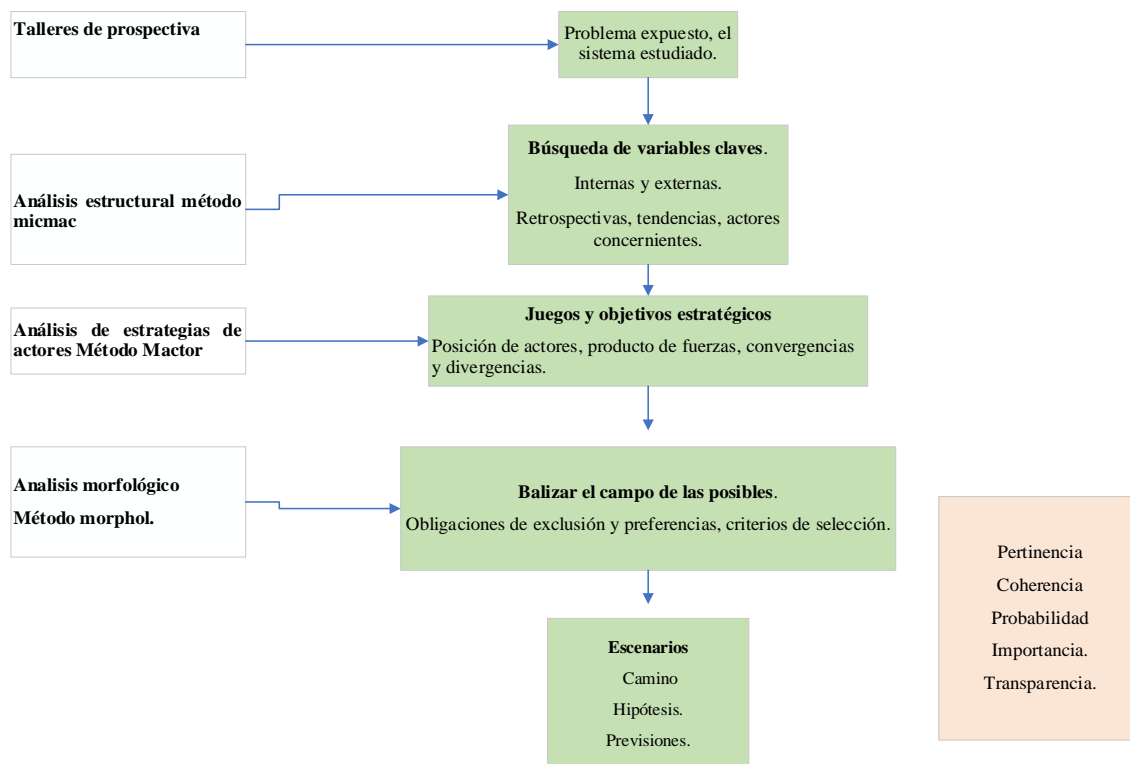 Talleres de prospectiva
Problema expuesto, el
sistema estudiado.
Búsqueda de variables claves.
Internas y externas.
Retrospectivas, tendencias, actores
concernientes.
Análisis estructural método
micmac
Juegos y objetivos estratégicos
Posición de actores, producto de fuerzas, convergencias
y divergencias.
Análisis de estrategias de
actores Método Mactor
Analisis morfológico
Método morphol.
Balizar el campo de las posibles.
Obligaciones de exclusión y preferencias, criterios de selección.
Pertinencia
Coherencia
Probabilidad
Importancia.
Transparencia.
Escenarios
Camino
Hipótesis.
Previsiones.